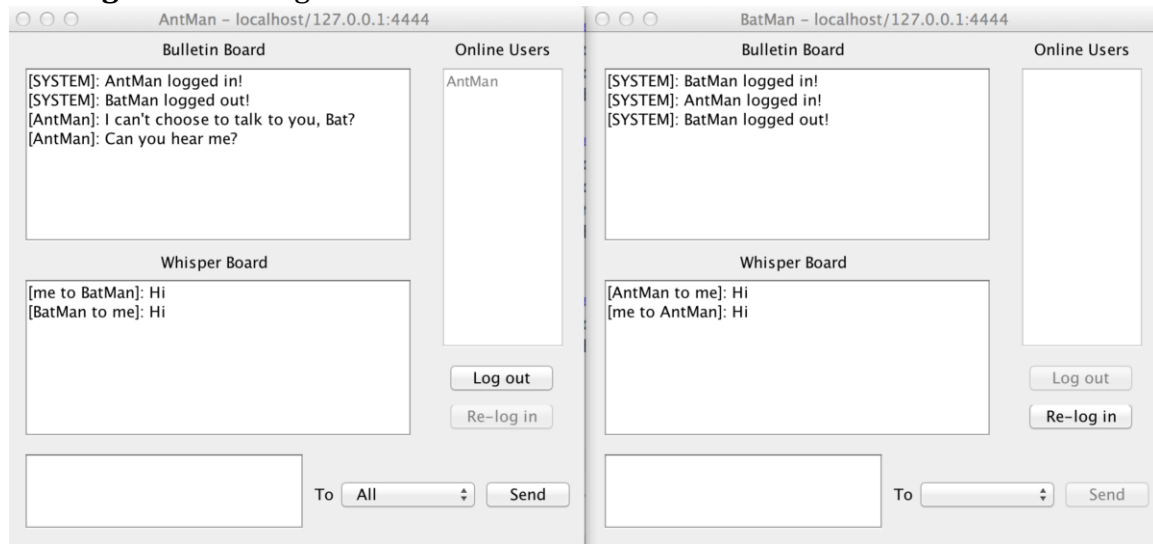 AntMan – localhost/127.0.0.1:4444
Bulletin Board
Online Users
[SYSTEM]: AntMan logged in!
[SYSTEM]: BatMan logged out!
[AntMan]: I can't choose to talk to you, Bat?
[AntMan]: Can you hear me?
AntMan
Whisper Board
[me to BatMan]: Hi
[BatMan to me]: Hi
Log out
Re-log in
To All Send
BatMan – localhost/127.0.0.1:4444
Bulletin Board
Online Users
[SYSTEM]: BatMan logged in!
[SYSTEM]: AntMan logged in!
[SYSTEM]: BatMan logged out!
Whisper Board
[AntMan to me]: Hi
[me to AntMan]: Hi
Log out
Re-log in
To Send